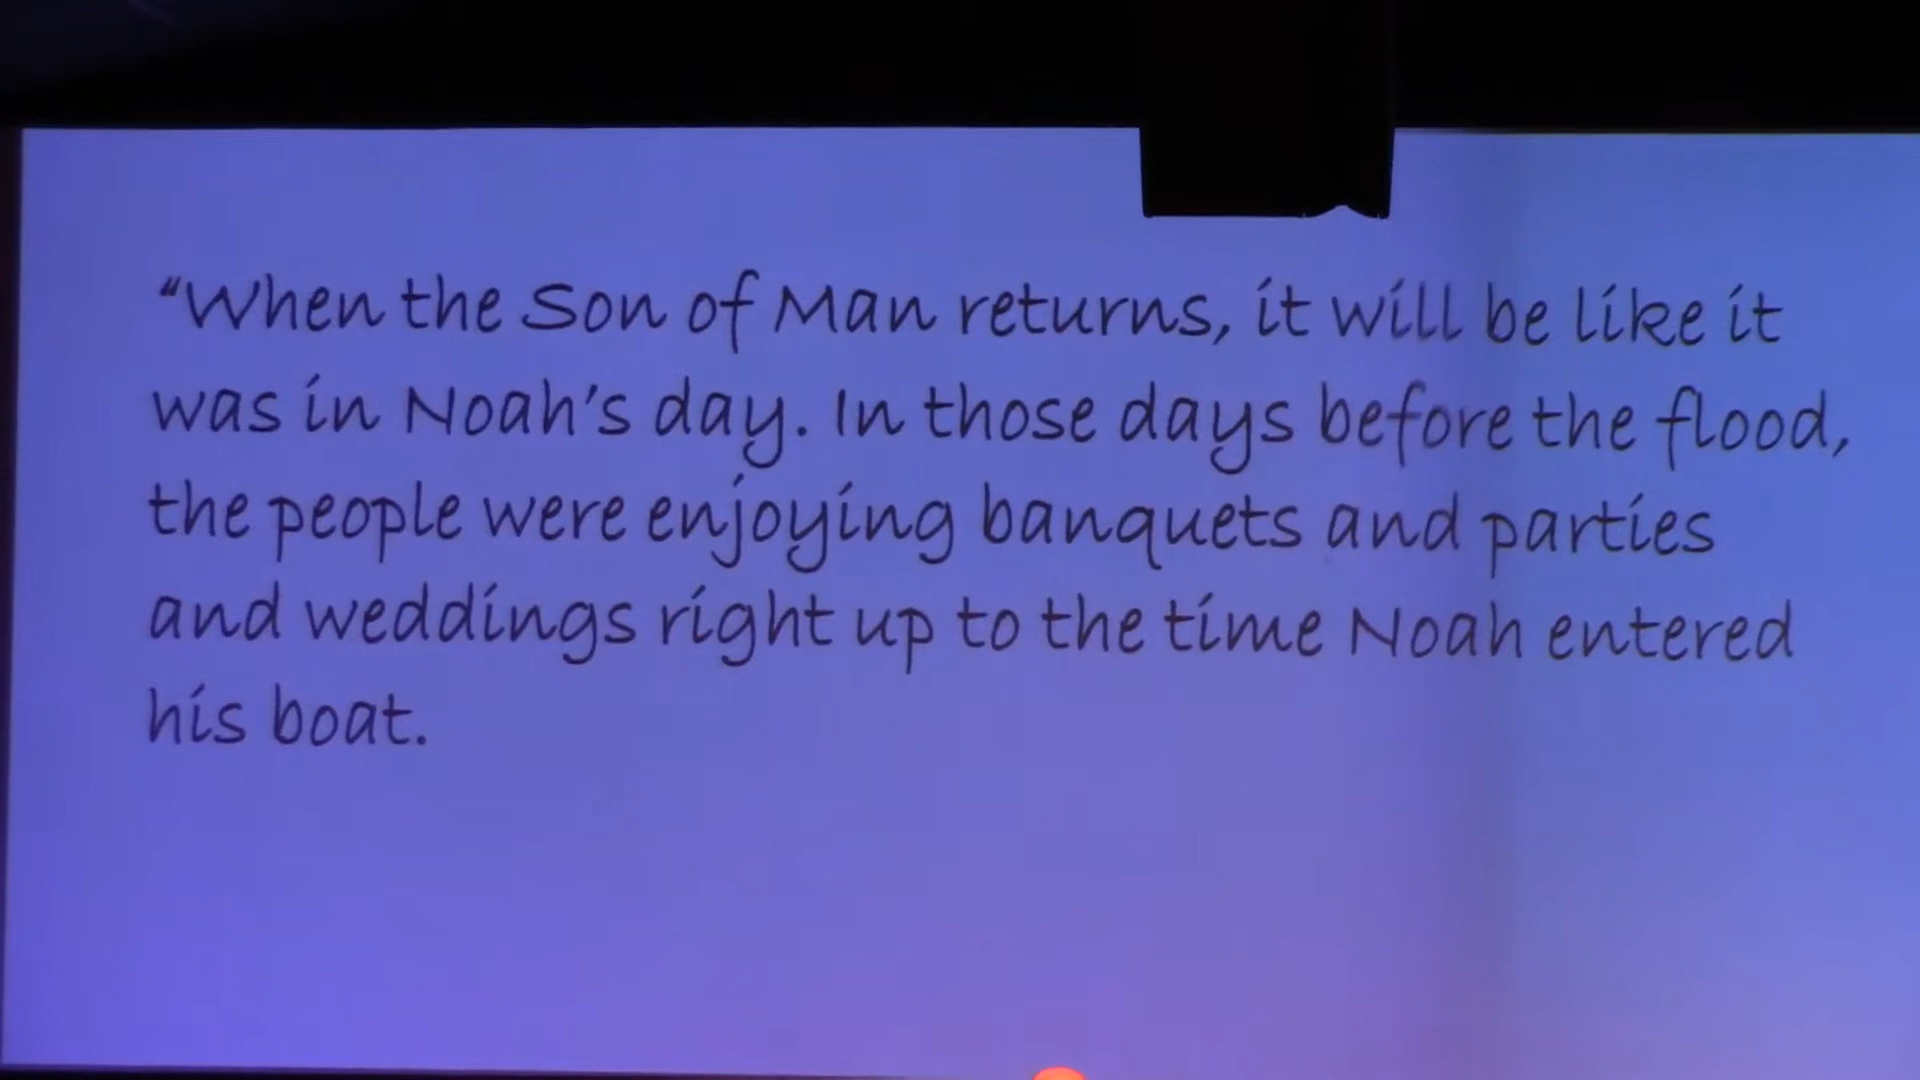 “When the Son of Man returns, it will be like it
was in Noah’s day. In those days before the flood,
the people were enjoying banquets and parties
and weddings right up to the time Noah entered
his boat.